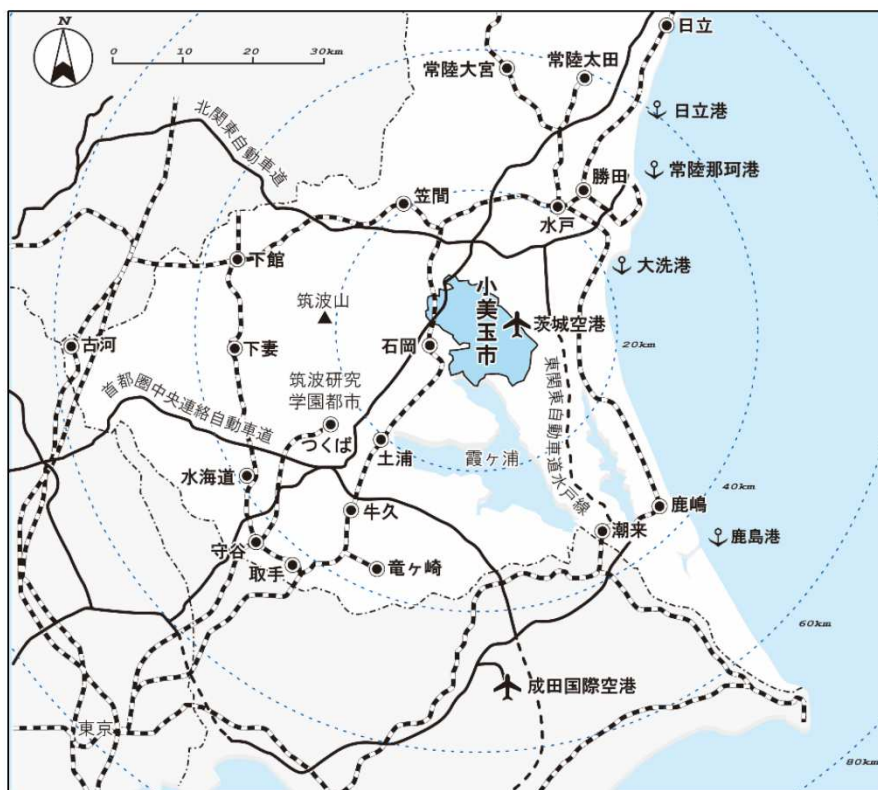 N
0 10 20 30km
日立
常陸太田
常陸大宮
日立港
北関東自動車道
常陸那珂港
勝田
笠間
水戸
下館
大洗港
筑波山
小美玉市
茨城空港
古河
下妻
石岡
20km
筑波研究
学園都市
首都圏中央連絡自動車道
東関東自動車道水戸線
つくば
土浦
霞ヶ浦
水海道
40km
鹿嶋
牛久
潮来
鹿島港
守谷
取手
竜ヶ崎
60km
成田国際空港
東京
80km